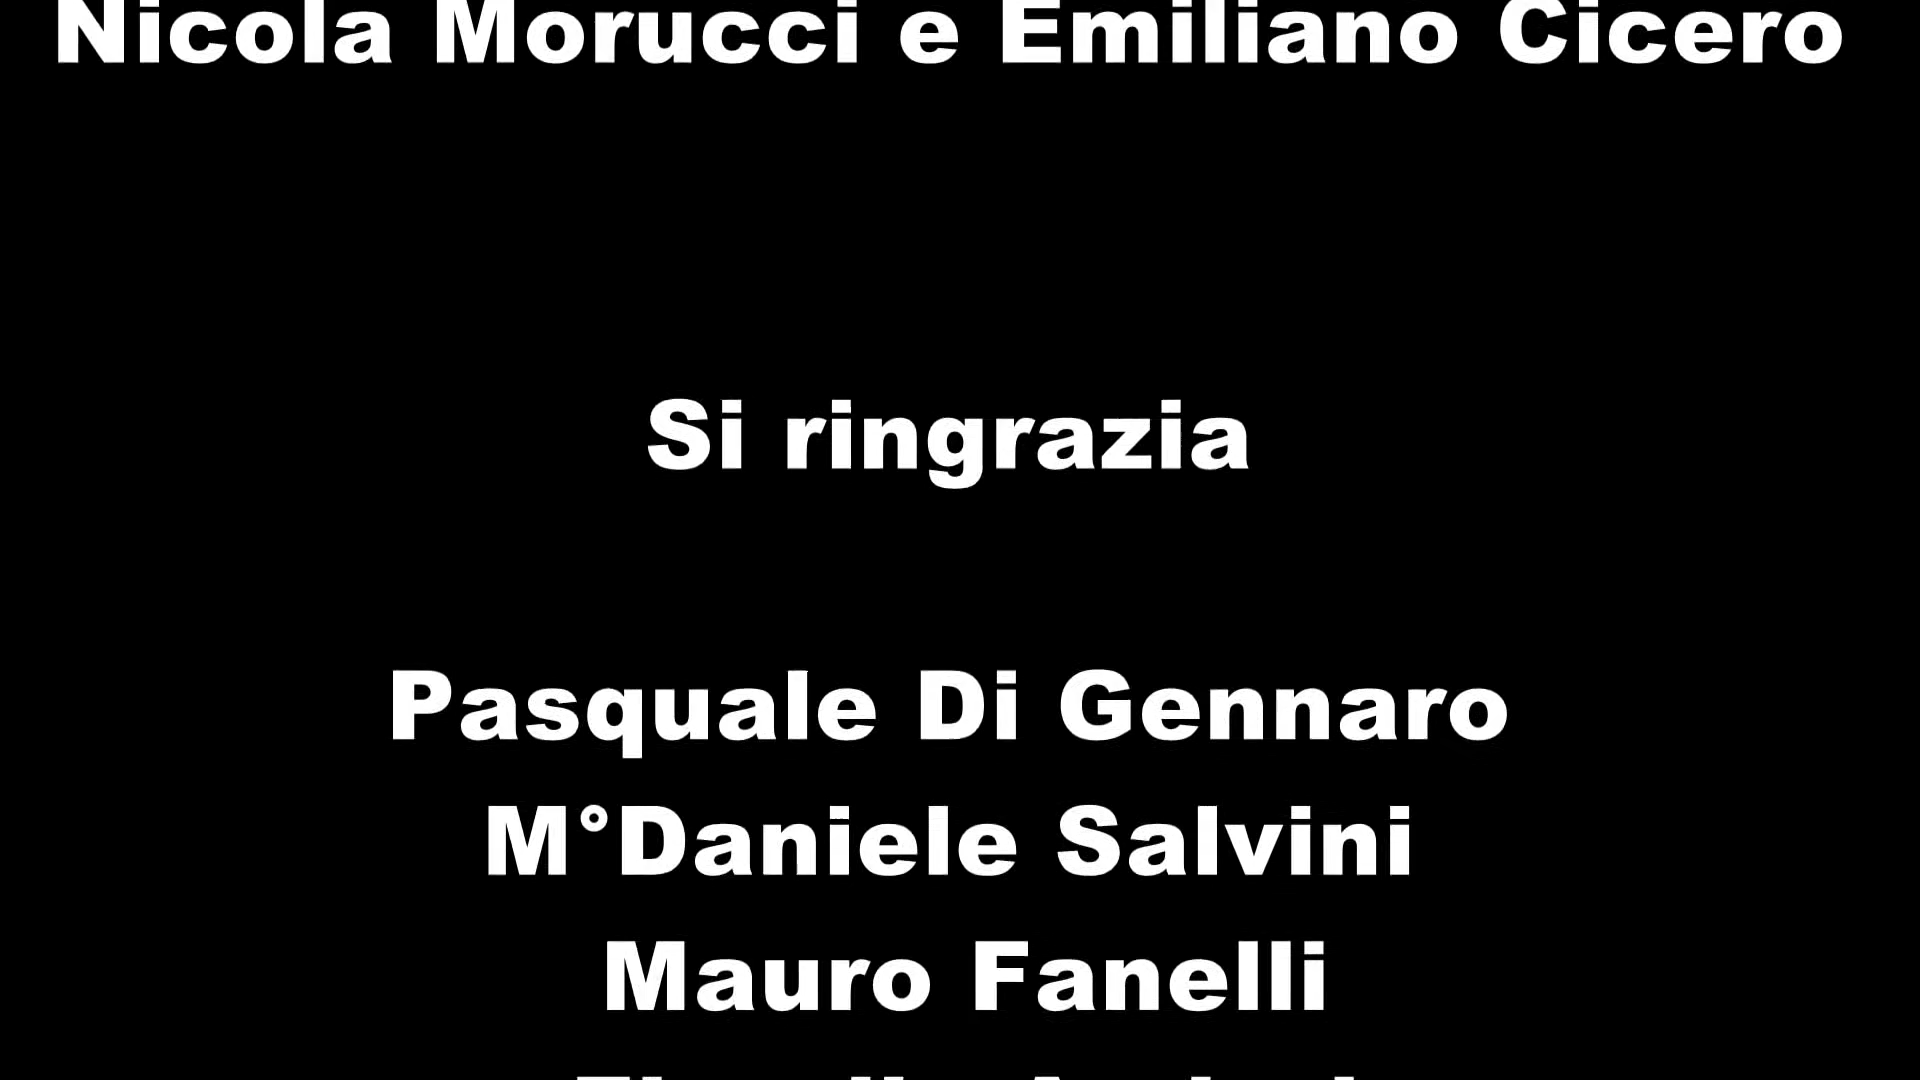 Nicola Morucci e Emiliano Cicero
Si ringrazia
Pasquale Di Gennaro
M°Daniele Salvini
Mauro Fanelli